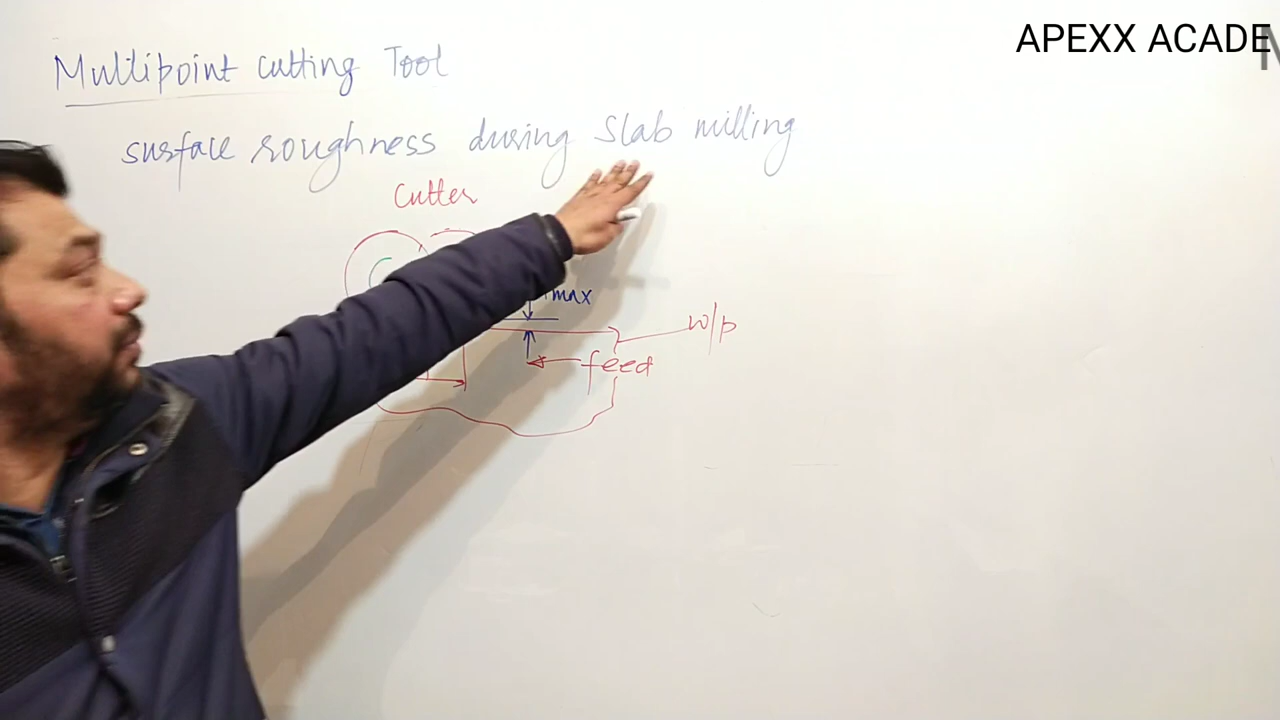 APEXX ACADE
Multipoint Cutting Tool
surface roughness during Slab milling
Cutter
max
w/p
feed